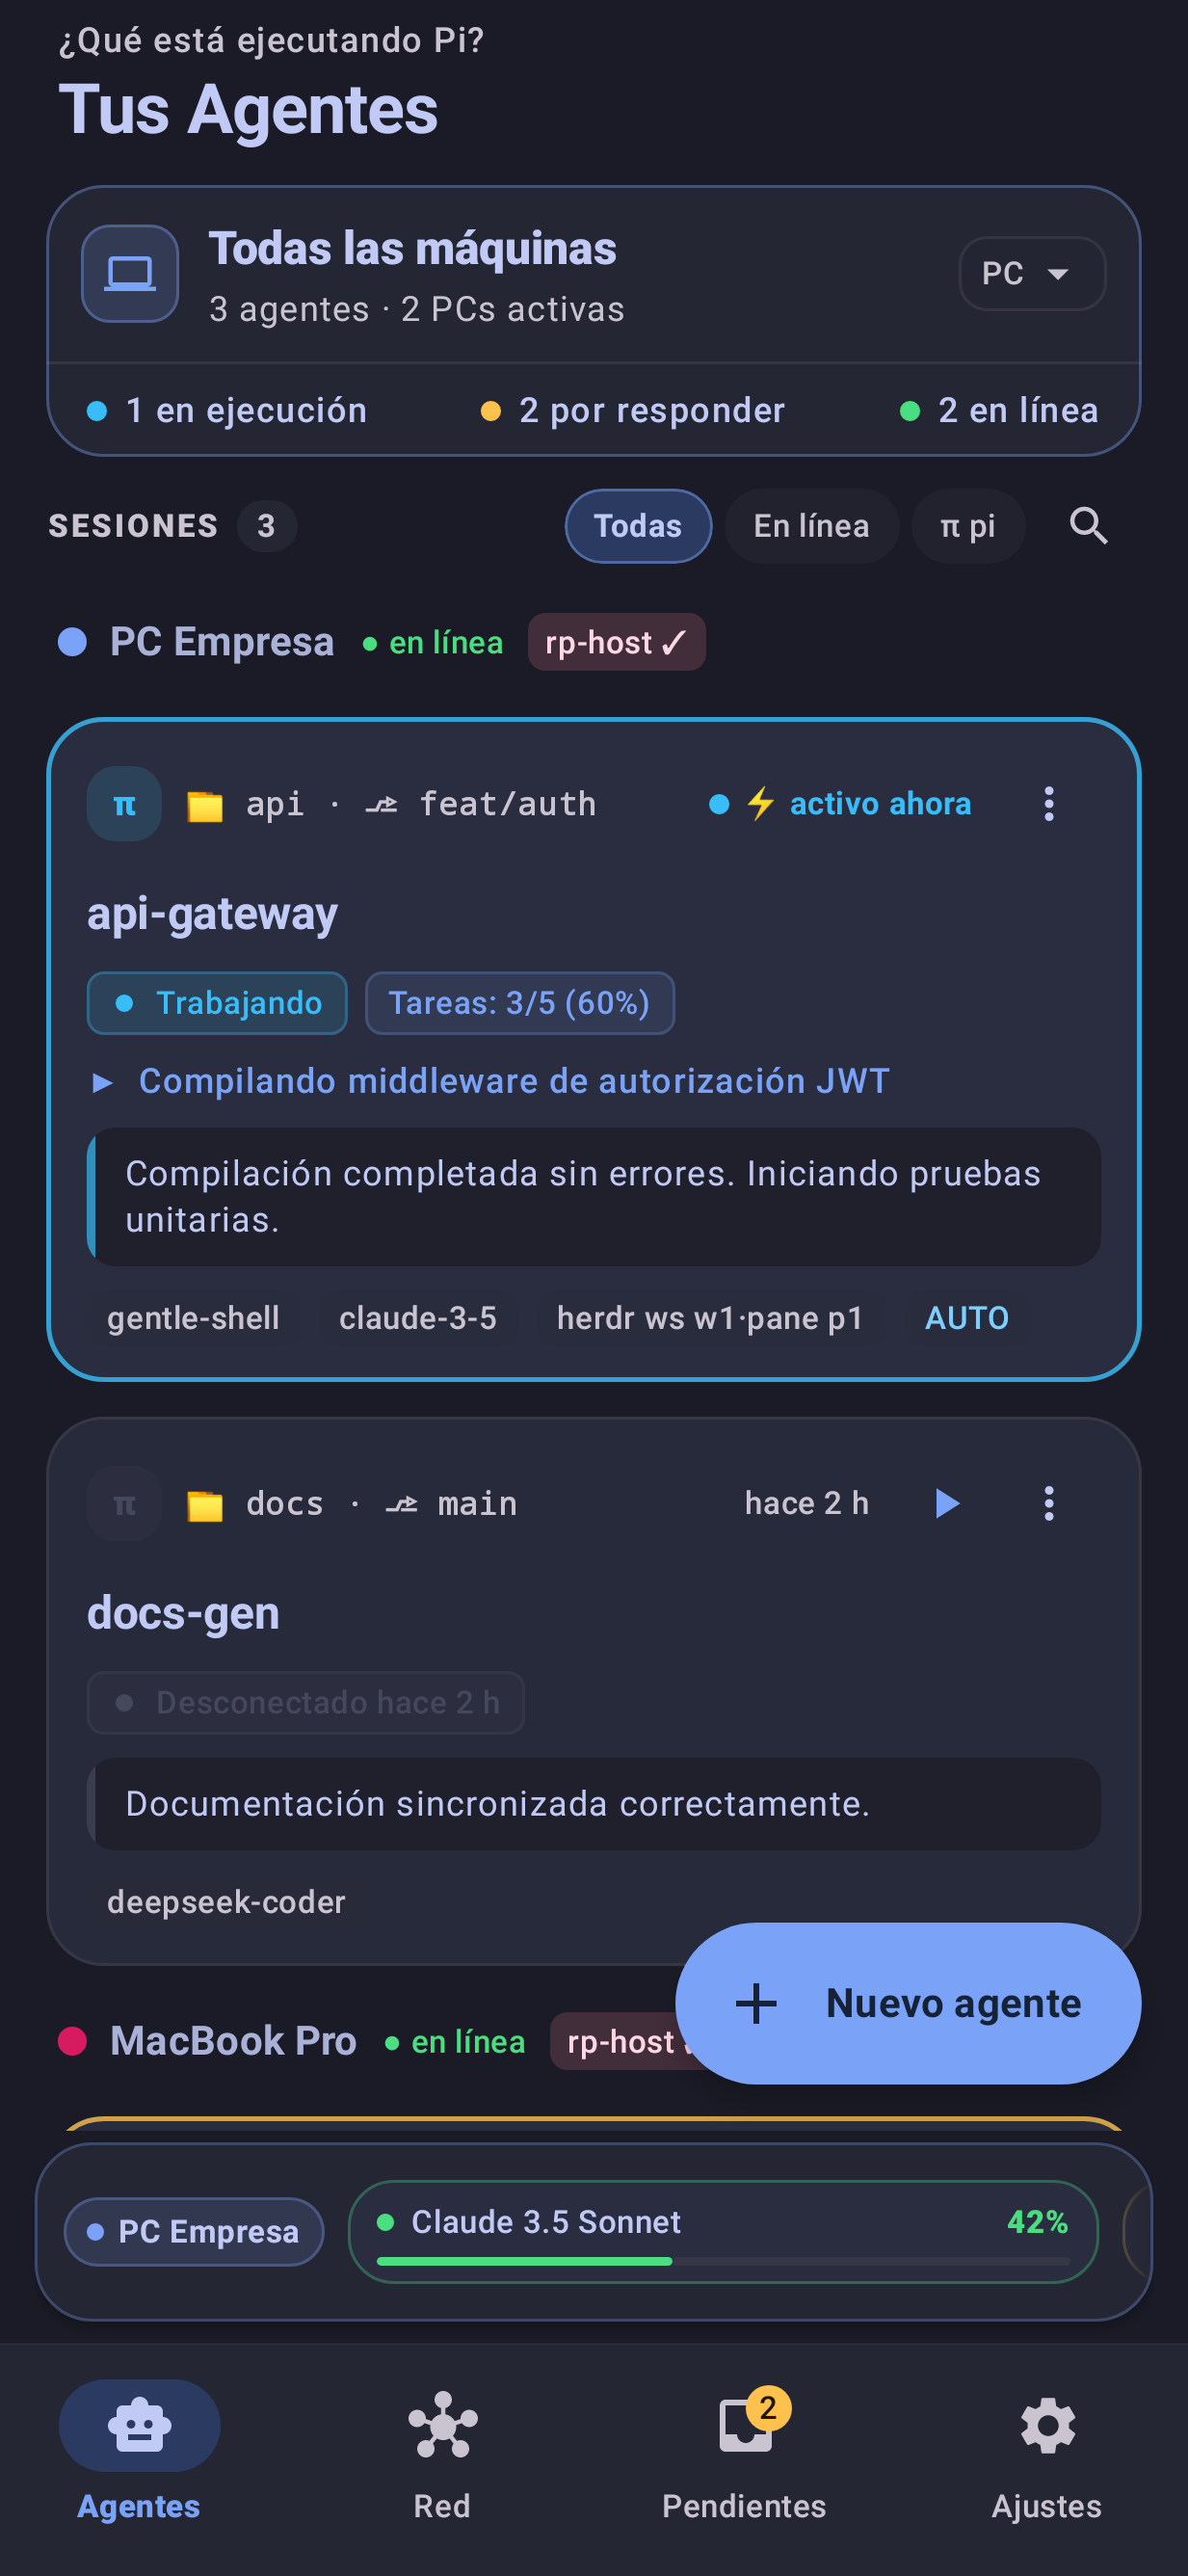 ¿Qué está ejecutando Pi?
Tus Agentes
Todas las máquinas
3 agentes · 2 PCs activas
PC
1 en ejecución
2 por responder
2 en línea
SESIONES 3
Todas
En línea
π pi
PC Empresa
en línea
rp-host ✓
π
api · feat/auth
⚡ activo ahora
api-gateway
Trabajando
Tareas: 3/5 (60%)
► Compilando middleware de autorización JWT
Compilación completada sin errores. Iniciando pruebas
unitarias.
gentle-shell
claude-3-5
herdr ws w1·pane p1
AUTO
π
docs · main
hace 2 h
docs-gen
Desconectado hace 2 h
Documentación sincronizada correctamente.
deepseek-coder
+ Nuevo agente
MacBook Pro
en línea
rp-host
PC Empresa
Claude 3.5 Sonnet
42%
2
Agentes
Red
Pendientes
Ajustes